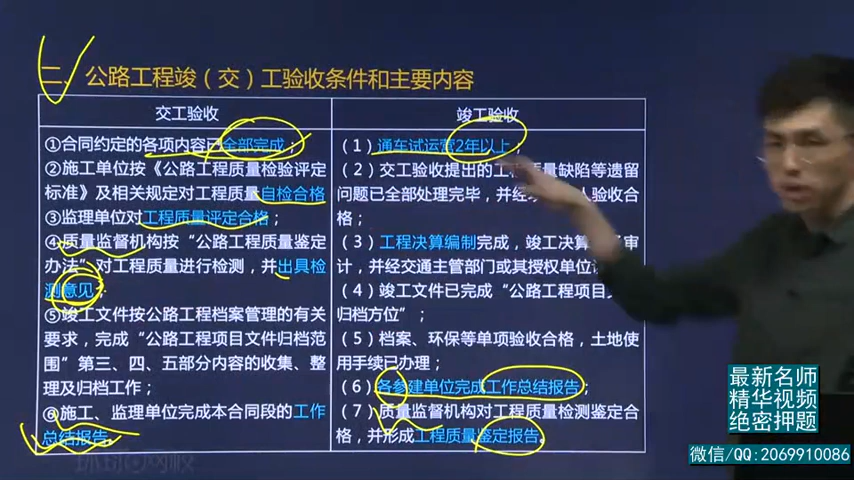 二、公路工程竣（交）工验收条件和主要内容
交工验收
①合同约定的各项内容已全部完成；
②施工单位按《公路工程质量检验评定
标准》及相关规定对工程质量自检合格
③监理单位对工程质量评定合格；
④质量监督机构按“公路工程质量鉴定
办法”对工程质量进行检测，并出具检
测意见；
⑤竣工文件按公路工程档案管理的有关
要求，完成“公路工程项目文件归档范
围”第三、四、五部分内容的收集、整
理及归档工作；
⑥施工、监理单位完成本合同段的工作
总结报告。
竣工验收
（1）通车试运营2年以上；
（2）交工验收提出的工程质量缺陷等遗留
问题已全部处理完毕，并经 人验收合
格；
（3）工程决算编制完成，竣工决算 审
计，并经交通主管部门或其授权单位
（4）竣工文件已完成“公路工程项目文
归档方位”；
（5）档案、环保等单项验收合格，土地使
用手续已办理；
（6）各参建单位完成工作总结报告；
（7）质量监督机构对工程质量检测鉴定合
格，并形成工程质量鉴定报告。
最新名师
精华视频
绝密押题
微信/QQ:2069910086